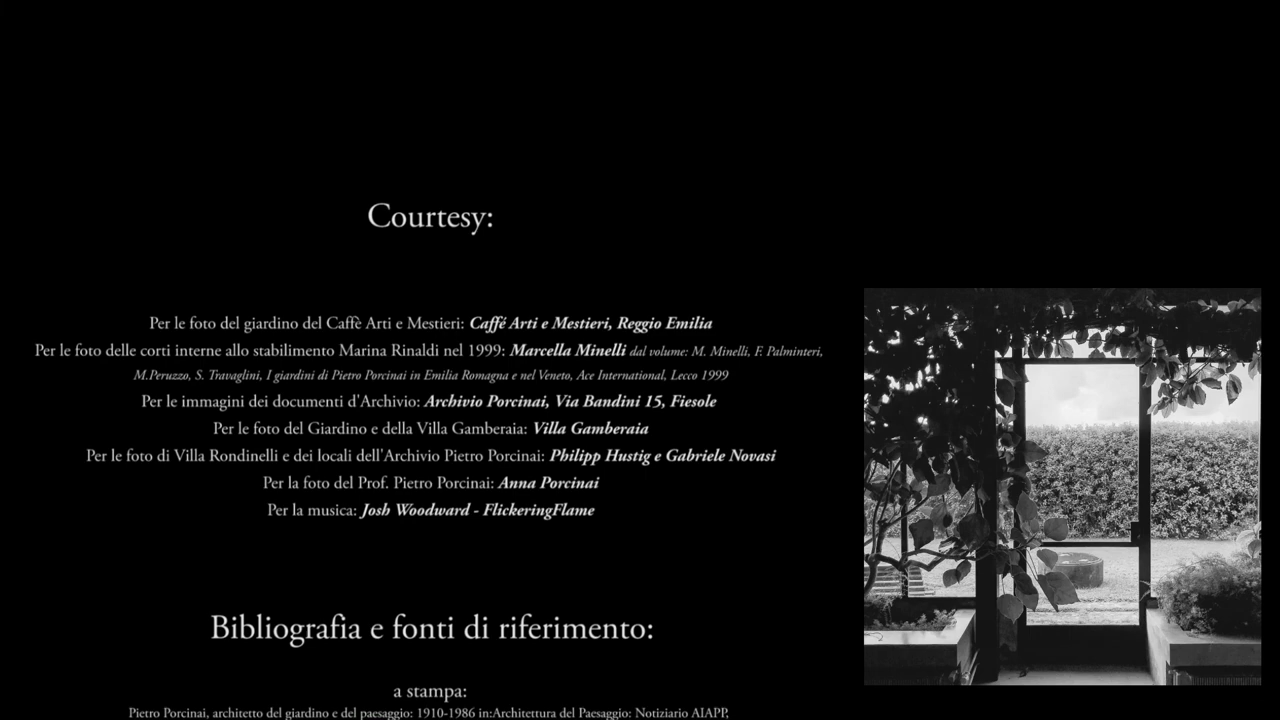 Courtesy:
Per le foto del giardino del Caffè Arti e Mestieri: Caffé Arti e Mestieri, Reggio Emilia
Per le foto delle corti interne allo stabilimento Marina Rinaldi nel 1999: Marcella Minelli dal volume: M. Minelli, F. Palminteri,
M.Peruzzo, S. Travaglini, I giardini di Pietro Porcinai in Emilia Romagna e nel Veneto, Ace International, Lecco 1999
Per le immagini dei documenti d'Archivio: Archivio Porcinai, Via Bandini 15, Fiesole
Per le foto del Giardino e della Villa Gamberaia: Villa Gamberaia
Per le foto di Villa Rondinelli e dei locali dell'Archivio Pietro Porcinai: Philipp Hustig e Gabriele Novasi
Per la foto del Prof. Pietro Porcinai: Anna Porcinai
Per la musica: Josh Woodward - FlickeringFlame
Bibliografia e fonti di riferimento:
a stampa:
Pietro Porcinai, architetto del giardino e del paesaggio: 1910-1986 in:Architettura del Paesaggio: Notiziario AIAPP,